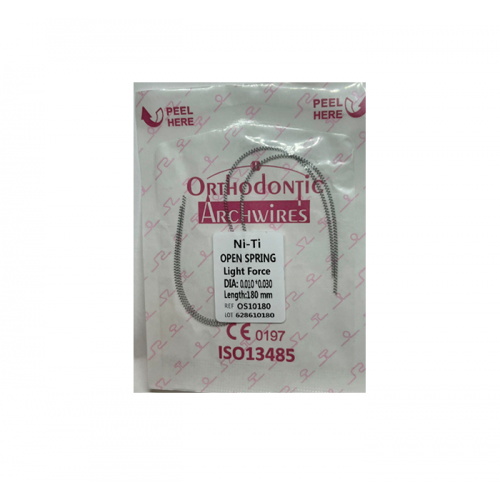 PEEL
HERE
PEEL
HERE
ORTHODONTIC
ARCHWIRES
Ni-Ti
OPEN SPRING
Light Force
DIA: 0.010*0.030
Length:180 mm
REF OS10180
LOT 628610180
CE 0197
ISO13485